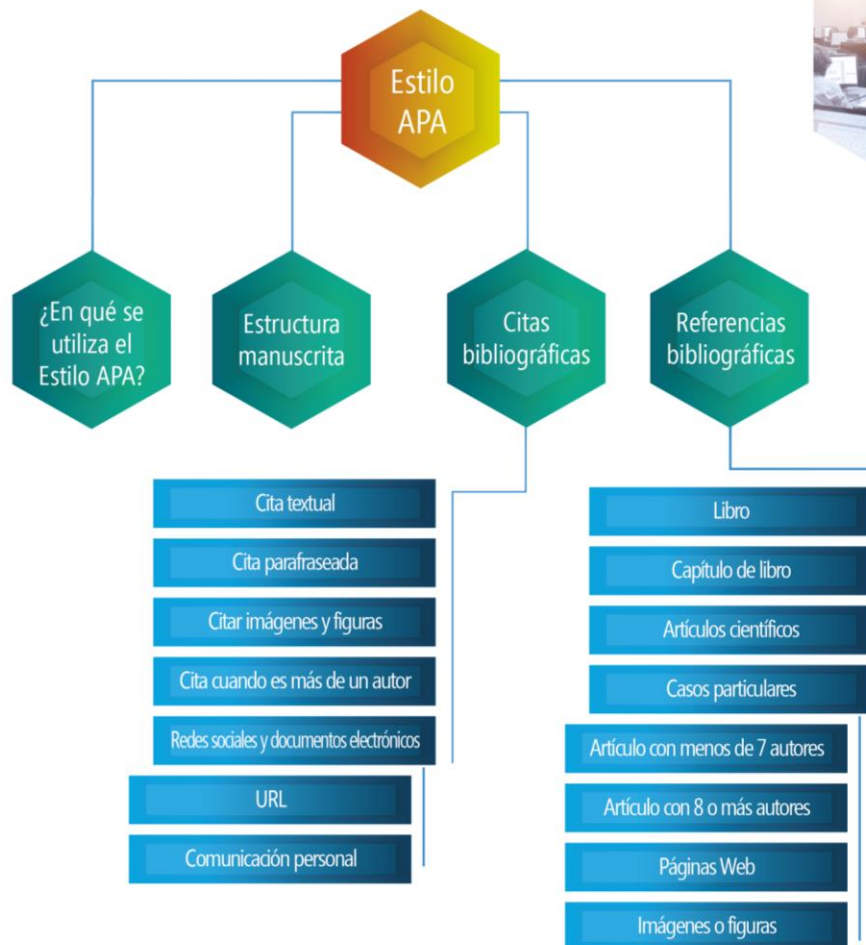 Estilo
APA
¿En qué se
utiliza el
Estilo APA?
Estructura
manuscrita
Citas
bibliográficas
Referencias
bibliográficas
Cita textual
Cita parafraseada
Citar imágenes y figuras
Cita cuando es más de un autor
Redes sociales y documentos electrónicos
URL
Comunicación personal
Libro
Capítulo de libro
Artículos científicos
Casos particulares
Artículo con menos de 7 autores
Artículo con 8 o más autores
Páginas Web
Imágenes o figuras